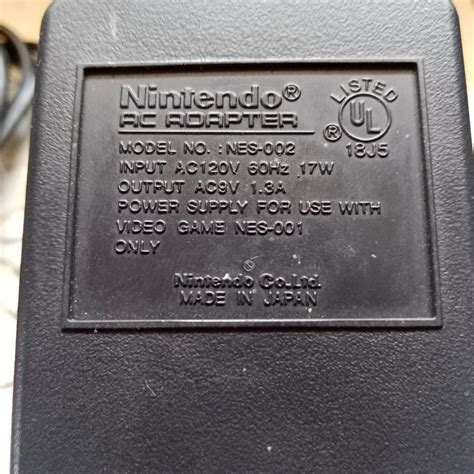 Nintendo®
AC ADAPTER
MODEL NO. : NES-002
INPUT AC120V 60Hz 17W
OUTPUT AC9V 1.3A
POWER SUPPLY FOR USE WITH
VIDEO GAME NES-001
ONLY
Nintendo Co.Ltd.
MADE IN JAPAN
LISTED
UL ®
18J5